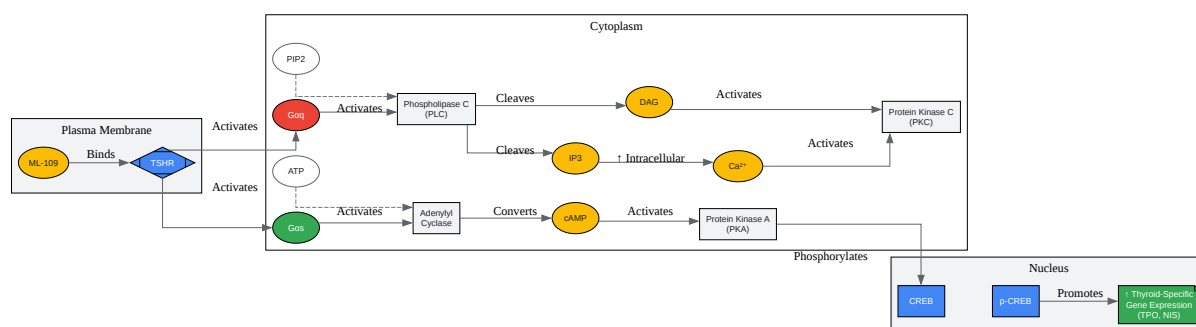 Cytoplasm
PIP2
Gαq
Activates
Phospholipase C
(PLC)
Cleaves
DAG
Activates
Protein Kinase C
(PKC)
Plasma Membrane
ML-109
Binds
TSHR
Activates
Activates
Cleaves
IP3
↑ Intracellular
Ca²⁺
Activates
ATP
Gαs
Activates
Adenylyl
Cyclase
Converts
cAMP
Activates
Protein Kinase A
(PKA)
Phosphorylates
Nucleus
CREB
p-CREB
Promotes
↑ Thyroid-Specific
Gene Expression
(TPO, NIS)